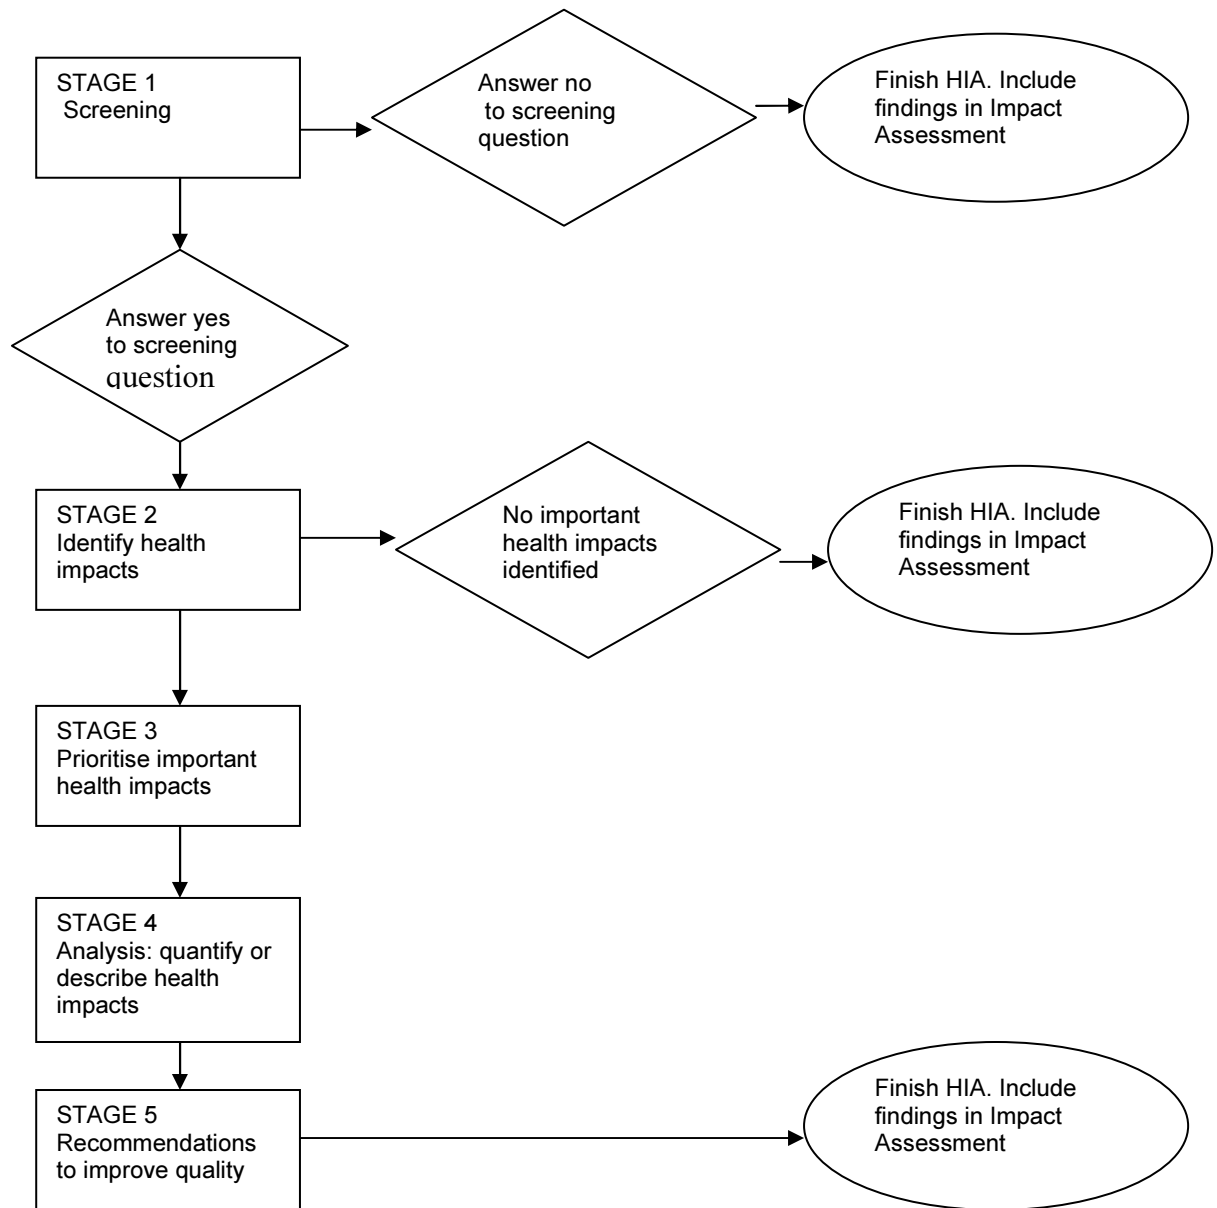 STAGE 1
Screening
Answer no
to screening
question
Finish HIA. Include
findings in Impact
Assessment
Answer yes
to screening
question
STAGE 2
Identify health
impacts
No important
health impacts
identified
Finish HIA. Include
findings in Impact
Assessment
STAGE 3
Prioritise important
health impacts
STAGE 4
Analysis: quantify or
describe health
impacts
STAGE 5
Recommendations
to improve quality
Finish HIA. Include
findings in Impact
Assessment